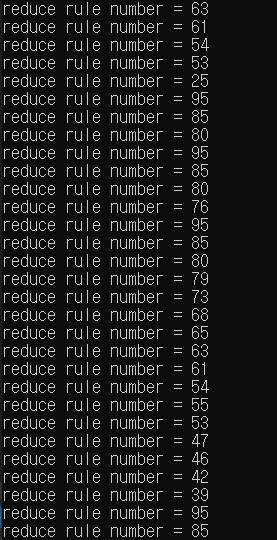 reduce rule number = 63
reduce rule number = 61
reduce rule number = 54
reduce rule number = 53
reduce rule number = 25
reduce rule number = 95
reduce rule number = 85
reduce rule number = 80
reduce rule number = 95
reduce rule number = 85
reduce rule number = 80
reduce rule number = 76
reduce rule number = 95
reduce rule number = 85
reduce rule number = 80
reduce rule number = 79
reduce rule number = 73
reduce rule number = 68
reduce rule number = 65
reduce rule number = 63
reduce rule number = 61
reduce rule number = 54
reduce rule number = 55
reduce rule number = 53
reduce rule number = 47
reduce rule number = 46
reduce rule number = 42
reduce rule number = 39
reduce rule number = 95
reduce rule number = 85